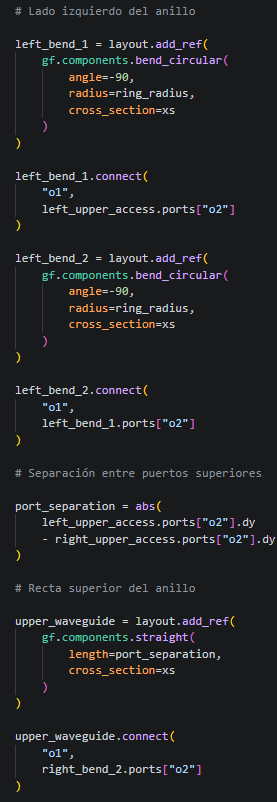 # Lado izquierdo del anillo
left_bend_1 = layout.add_ref(
gf.components.bend_circular(
angle=-90,
radius=ring_radius,
cross_section=xs
)
)
left_bend_1.connect(
"o1",
left_upper_access.ports["o2"]
)
left_bend_2 = layout.add_ref(
gf.components.bend_circular(
angle=-90,
radius=ring_radius,
cross_section=xs
)
)
left_bend_2.connect(
"o1",
left_bend_1.ports["o2"]
)
# Separación entre puertos superiores
port_separation = abs(
left_upper_access.ports["o2"].dy
- right_upper_access.ports["o2"].dy
)
# Recta superior del anillo
upper_waveguide = layout.add_ref(
gf.components.straight(
length=port_separation,
cross_section=xs
)
)
upper_waveguide.connect(
"o1",
right_bend_2.ports["o2"]
)